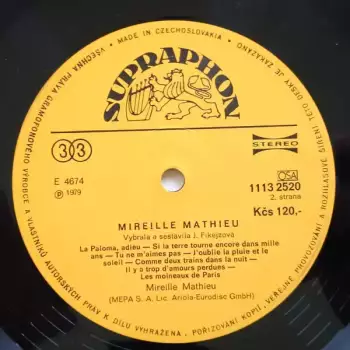 • MADE IN CZECHOSLOVAKIA •
VŠECHNA PRÁVA GRAMOFONOVÉHO VÝROBCE A VLASTNÍKŮ AUTORSKÝCH PRÁV K DÍLU VYHRAZENA. POŘIZOVÁNÍ KOPIÍ, VEŘEJNÉ PROVOZOVÁNÍ A ROZHLASOVÉ ŠÍŘENÍ TÉTO DESKY JE ZAKÁZÁNO
SUPRAPHON
33
STEREO
E 4674
Ⓟ 1979
OSA
1113 2520
2. strana
Kčs 120,-
MIREILLE MATHIEU
Vybrala a sestavila J. Fikejzová
La Paloma, adieu — Si la terre tourne encore dans mille
ans — Tu ne m'aimes pas — J'oublie la pluie et le
soleil — Comme deux trains dans la nuit —
Il y a trop d'amours perdues —
Les moineaux de Paris
Mireille Mathieu
(MEPA S. A. Lic. Ariola-Eurodisc GmbH)